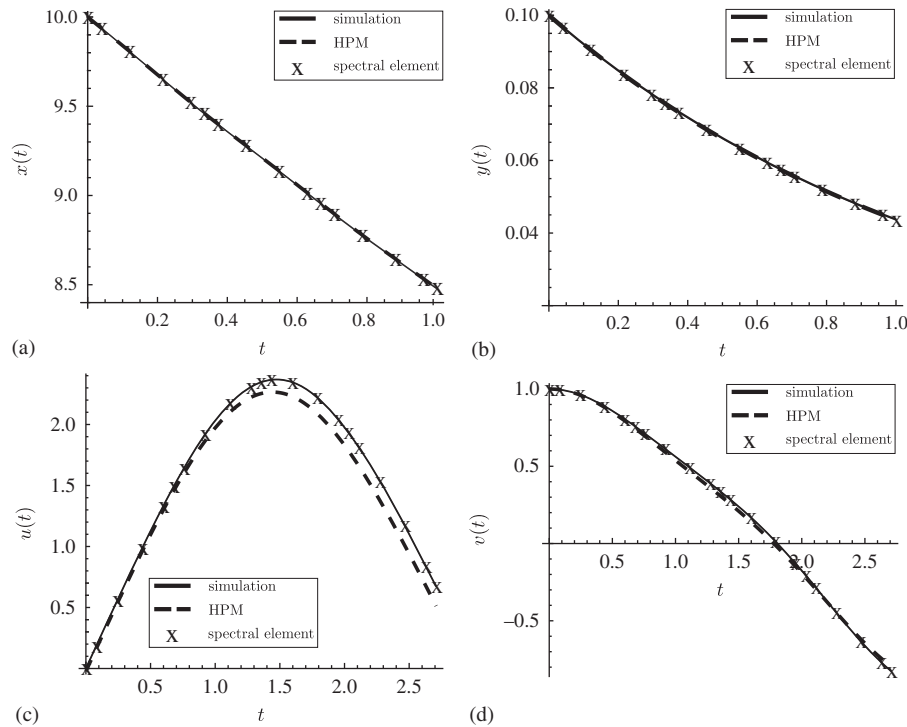 10.0
9.5
9.0
8.5
x(t)
0.2 0.4 0.6 0.8 1.0
t
simulation
HPM
X spectral element
(a)
0.10
0.08
0.06
0.04
y(t)
0.2 0.4 0.6 0.8 1.0
t
simulation
HPM
X spectral element
(b)
2.0
1.5
1.0
0.5
u(t)
0.5 1.0 1.5 2.0 2.5
t
simulation
HPM
X spectral element
(c)
1.0
0.5
−0.5
v(t)
0.5 1.0 1.5 2.0 2.5
t
simulation
HPM
X spectral element
(d)